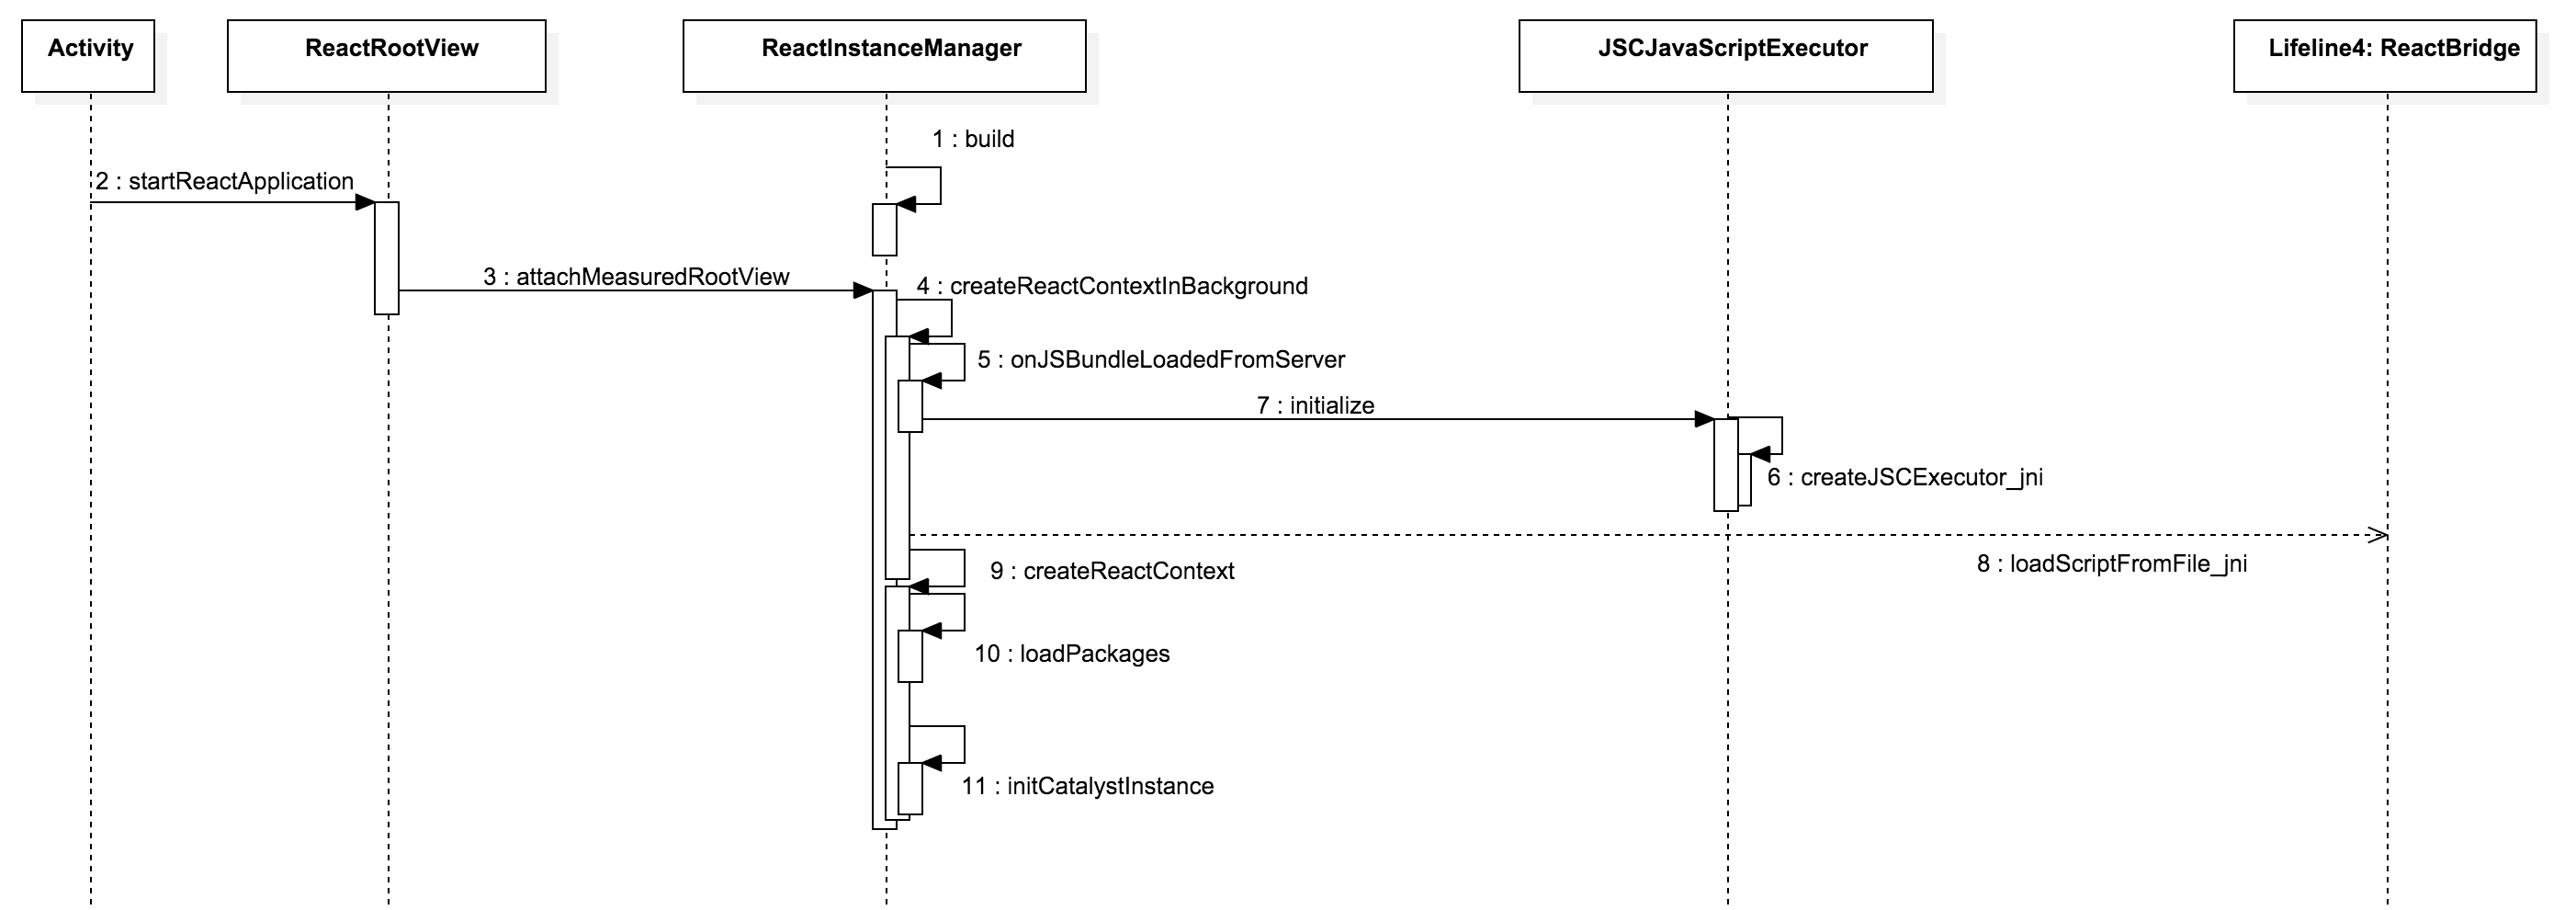 Activity
ReactRootView
ReactInstanceManager
JSCJavaScriptExecutor
Lifeline4: ReactBridge
1 : build
2 : startReactApplication
3 : attachMeasuredRootView
4 : createReactContextInBackground
5 : onJSBundleLoadedFromServer
7 : initialize
6 : createJSCExecutor_jni
8 : loadScriptFromFile_jni
9 : createReactContext
10 : loadPackages
11 : initCatalystInstance